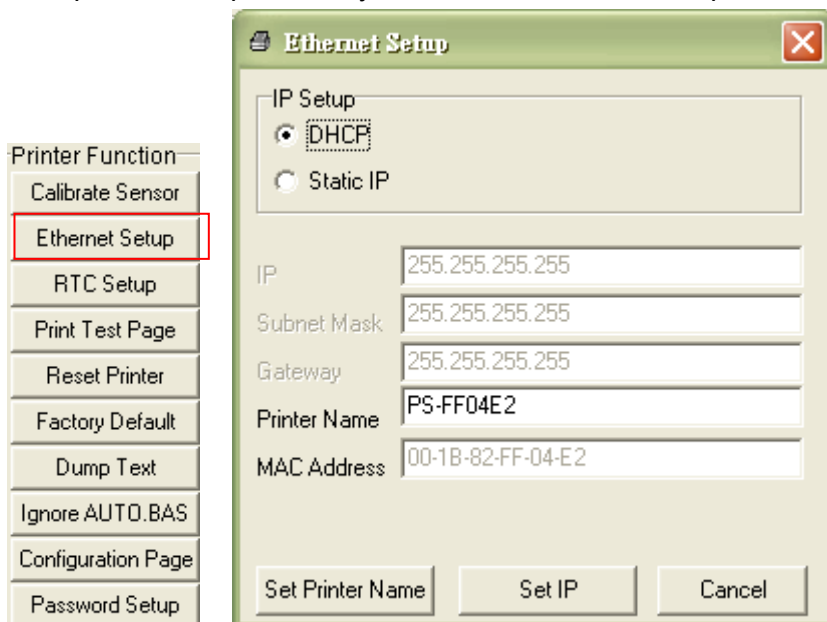 Printer Function
Calibrate Sensor
Ethernet Setup
RTC Setup
Print Test Page
Reset Printer
Factory Default
Dump Text
Ignore AUTO.BAS
Configuration Page
Password Setup
Ethernet Setup
IP Setup
DHCP
Static IP
IP 255.255.255.255
Subnet Mask 255.255.255.255
Gateway 255.255.255.255
Printer Name PS-FF04E2
MAC Address 00-1B-82-FF-04-E2
Set Printer Name Set IP Cancel